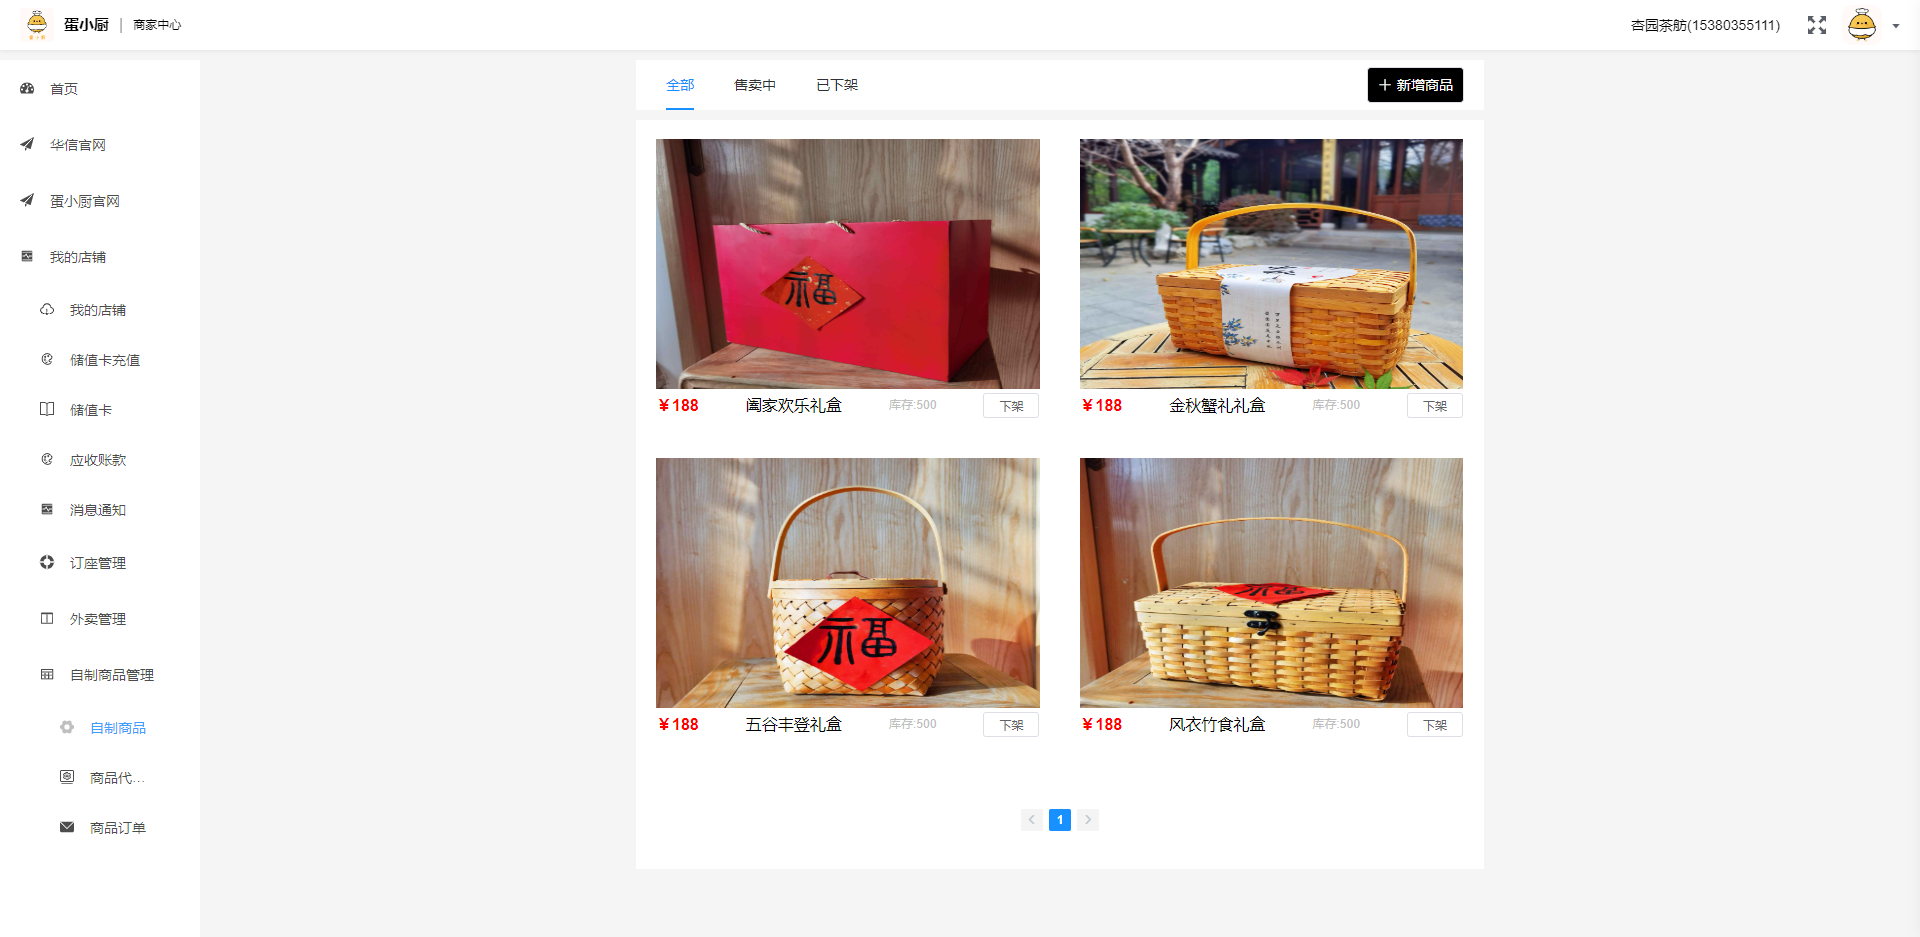 蛋小厨 | 商家中心
杏园茶舫(15380355111)
首页
华信官网
蛋小厨官网
我的店铺
我的店铺
储值卡充值
储值卡
应收账款
消息通知
订座管理
外卖管理
自制商品管理
自制商品
商品代...
商品订单
全部 售卖中 已下架
+ 新增商品
福
¥188 阖家欢乐礼盒 库存:500 下架
¥188 金秋蟹礼礼盒 库存:500 下架
福
福
¥188 五谷丰登礼盒 库存:500 下架
¥188 风衣竹食礼盒 库存:500 下架
1